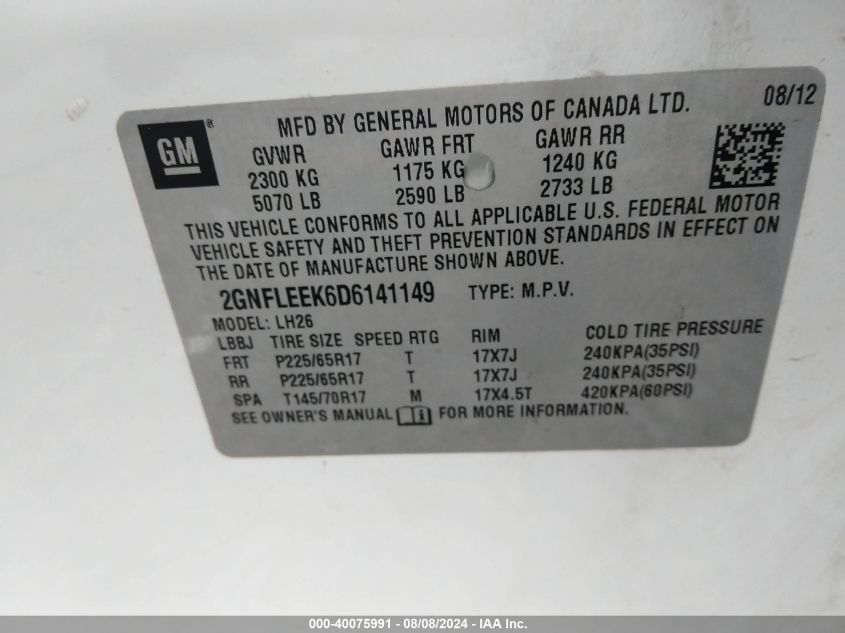 08/12
GM ® MFD BY GENERAL MOTORS OF CANADA LTD.
GVWR GAWR FRT GAWR RR
2300 KG 1175 KG 1240 KG
5070 LB 2590 LB 2733 LB
THIS VEHICLE CONFORMS TO ALL APPLICABLE U.S. FEDERAL MOTOR
VEHICLE SAFETY AND THEFT PREVENTION STANDARDS IN EFFECT ON
THE DATE OF MANUFACTURE SHOWN ABOVE.
2GNFLEEK6D6141149 TYPE: M.P.V.
MODEL: LH26
LBBJ TIRE SIZE SPEED RTG RIM COLD TIRE PRESSURE
FRT P225/65R17 T 17X7J 240KPA(35PSI)
RR P225/65R17 T 17X7J 240KPA(35PSI)
SPA T145/70R17 M 17X4.5T 420KPA(60PSI)
SEE OWNER'S MANUAL FOR MORE INFORMATION.
000-40075991 - 08/08/2024 - IAA Inc.